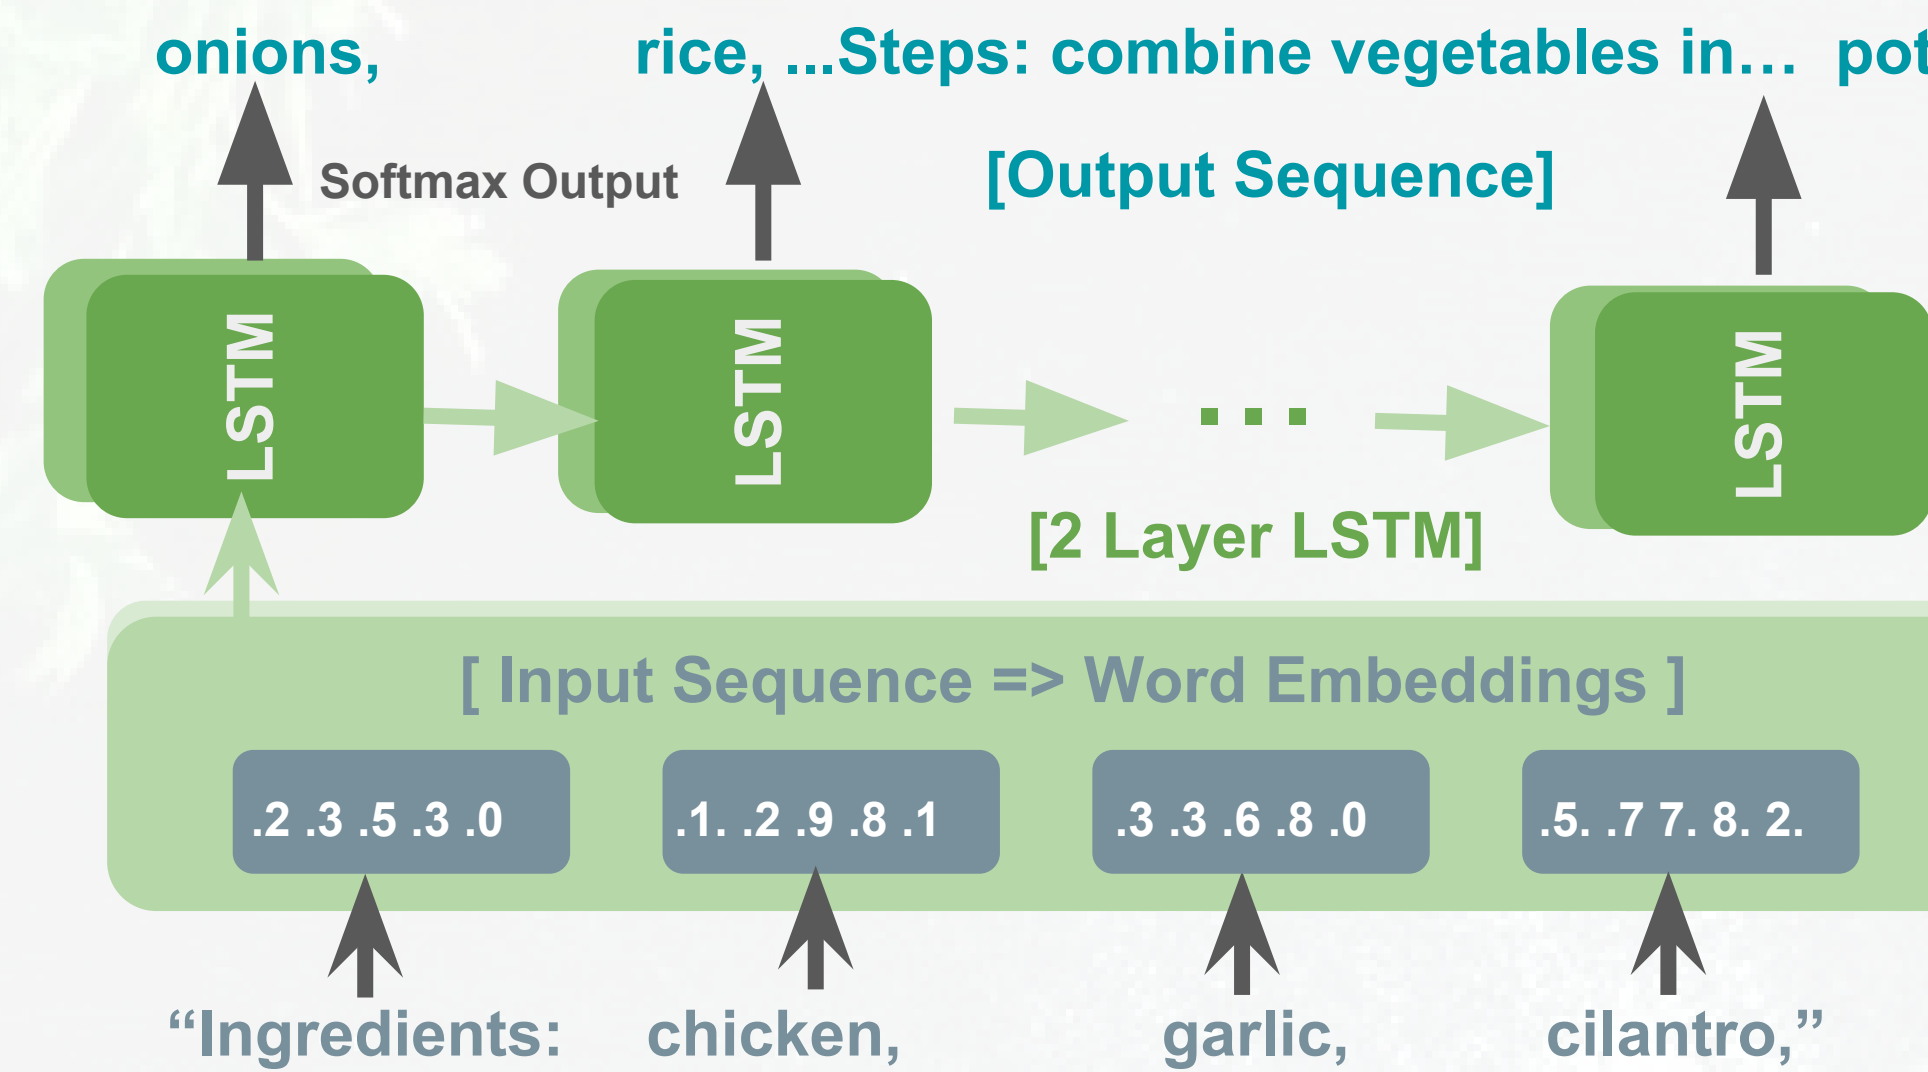 onions, rice, ...Steps: combine vegetables in… pot
Softmax Output
[Output Sequence]
LSTM
LSTM
LSTM
...
[2 Layer LSTM]
[ Input Sequence => Word Embeddings ]
.2 .3 .5 .3 .0
.1. .2 .9 .8 .1
.3 .3 .6 .8 .0
.5. .7 7. 8. 2.
“Ingredients: chicken, garlic, cilantro,”